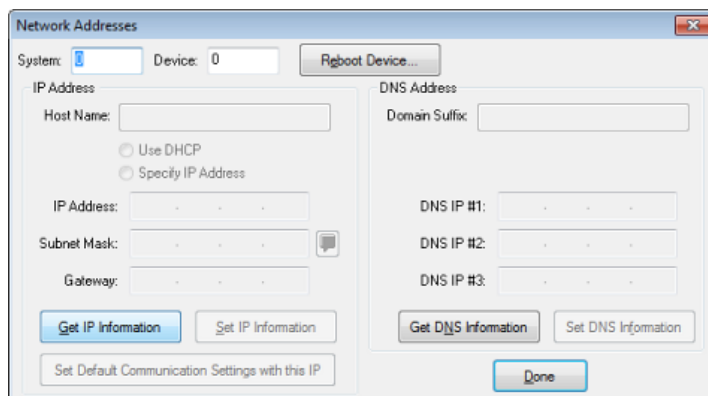 Network Addresses
System: 0 Device: 0 Reboot Device...
IP Address
Host Name:
Use DHCP
Specify IP Address
IP Address: . . .
Subnet Mask: . . .
Gateway: . . .
Get IP Information Set IP Information
Set Default Communication Settings with this IP
DNS Address
Domain Suffix:
DNS IP #1: . . .
DNS IP #2: . . .
DNS IP #3: . . .
Get DNS Information Set DNS Information
Done